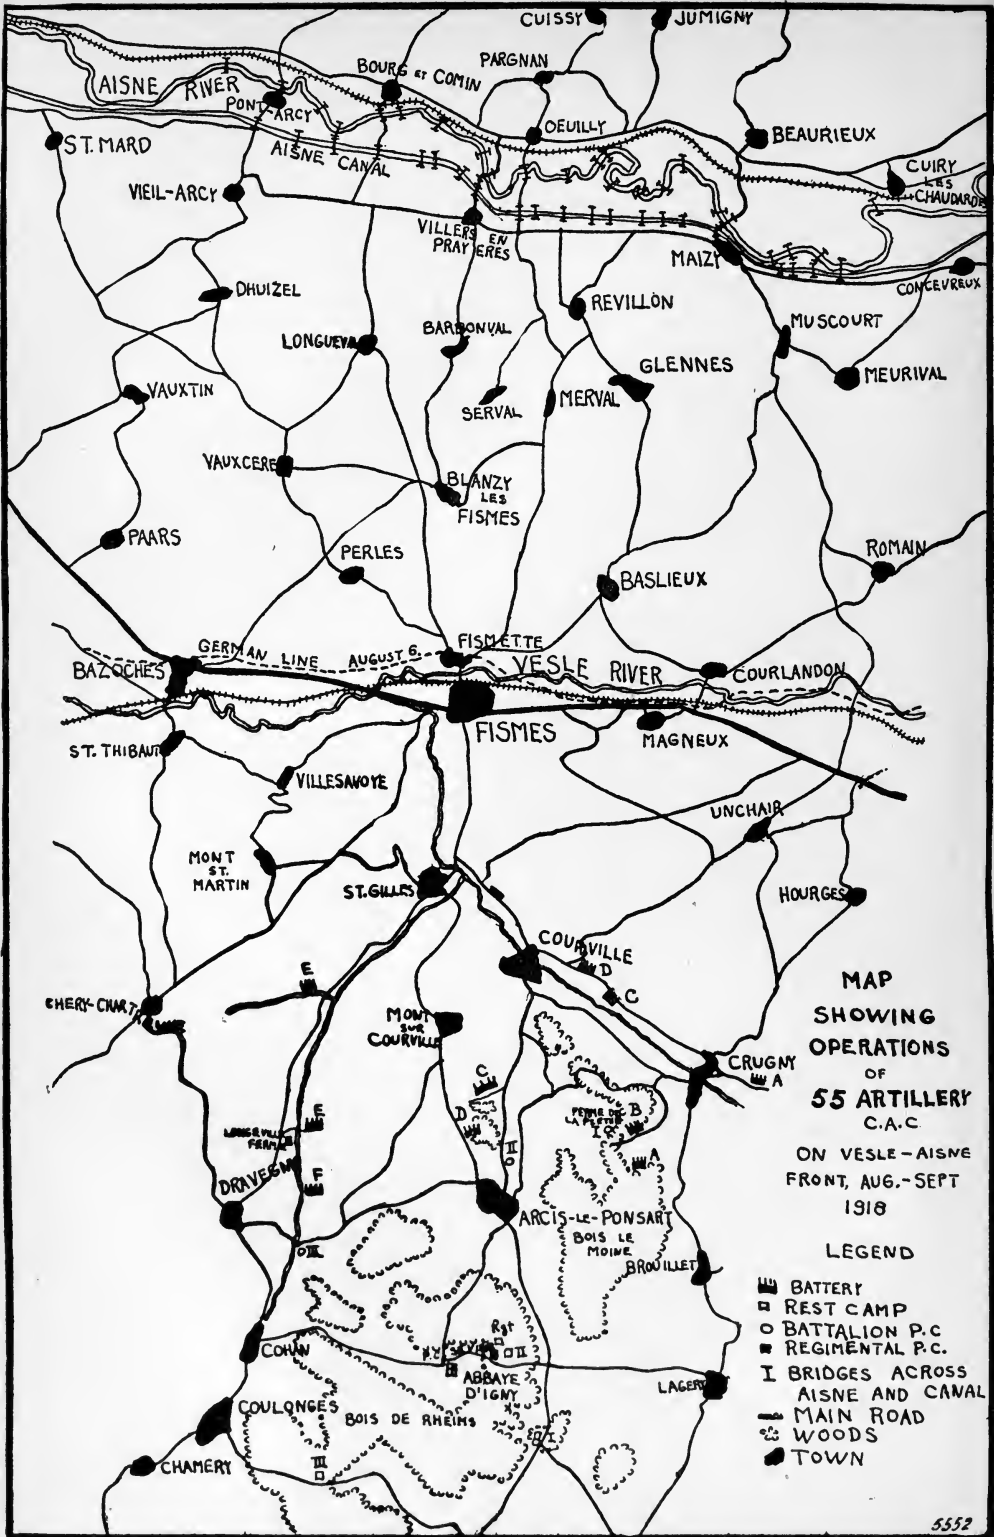 CUISSY
JUMIGNY
PARGNAN
BOURG ET COMIN
AISNE RIVER
PONT-ARCY
OEUILLY
BEAURIEUX
ST. MARD
AISNE CANAL
CUIRY
LES
CHAUDARDES
VIEIL-ARCY
VILLERS EN
PRAYERES
MAIZY
CONCEVREUX
DHUIZEL
REVILLON
MUSCOURT
LONGUEVAL
BARBONVAL
GLENNES
MEURIVAL
VAUXTIN
SERVAL
MERVAL
VAUXCERE
BLANZY
LES
FISMES
PAARS
PERLES
ROMAIN
BASLIEUX
FISMETTE
GERMAN LINE AUGUST 6
VESLE RIVER
BAZOCHES
COURLANDON
FISMES
MAGNEUX
ST. THIBAUT
VILLESAVOYE
UNCHAIR
MONT
ST.
MARTIN
ST. GILLES
HOURGES
COURVILLE
D
E
C
CHERY-CHART
MONT
SUR
COURVILLE
MAP
SHOWING
OPERATIONS
OF
55 ARTILLERY
C.A.C.
ON VESLE-AISNE
FRONT, AUG.-SEPT
1918
CRUGNY
A
C
D
E
B
FERME DE
I
A
II
DRAVEGNY
F
ARCIS-LE-PONSART
BOIS LE
MOINE
BROUILLET
III
LEGEND
BATTERY
REST CAMP
BATTALION P.C
REGIMENTAL P.C.
I BRIDGES ACROSS
AISNE AND CANAL
MAIN ROAD
WOODS
TOWN
COHAN
Rgt
P.C.
II
ABBAYE
D'IGNY
LAGERY
COULONGES
BOIS DE RHEIMS
I
CHAMERY
III
5552